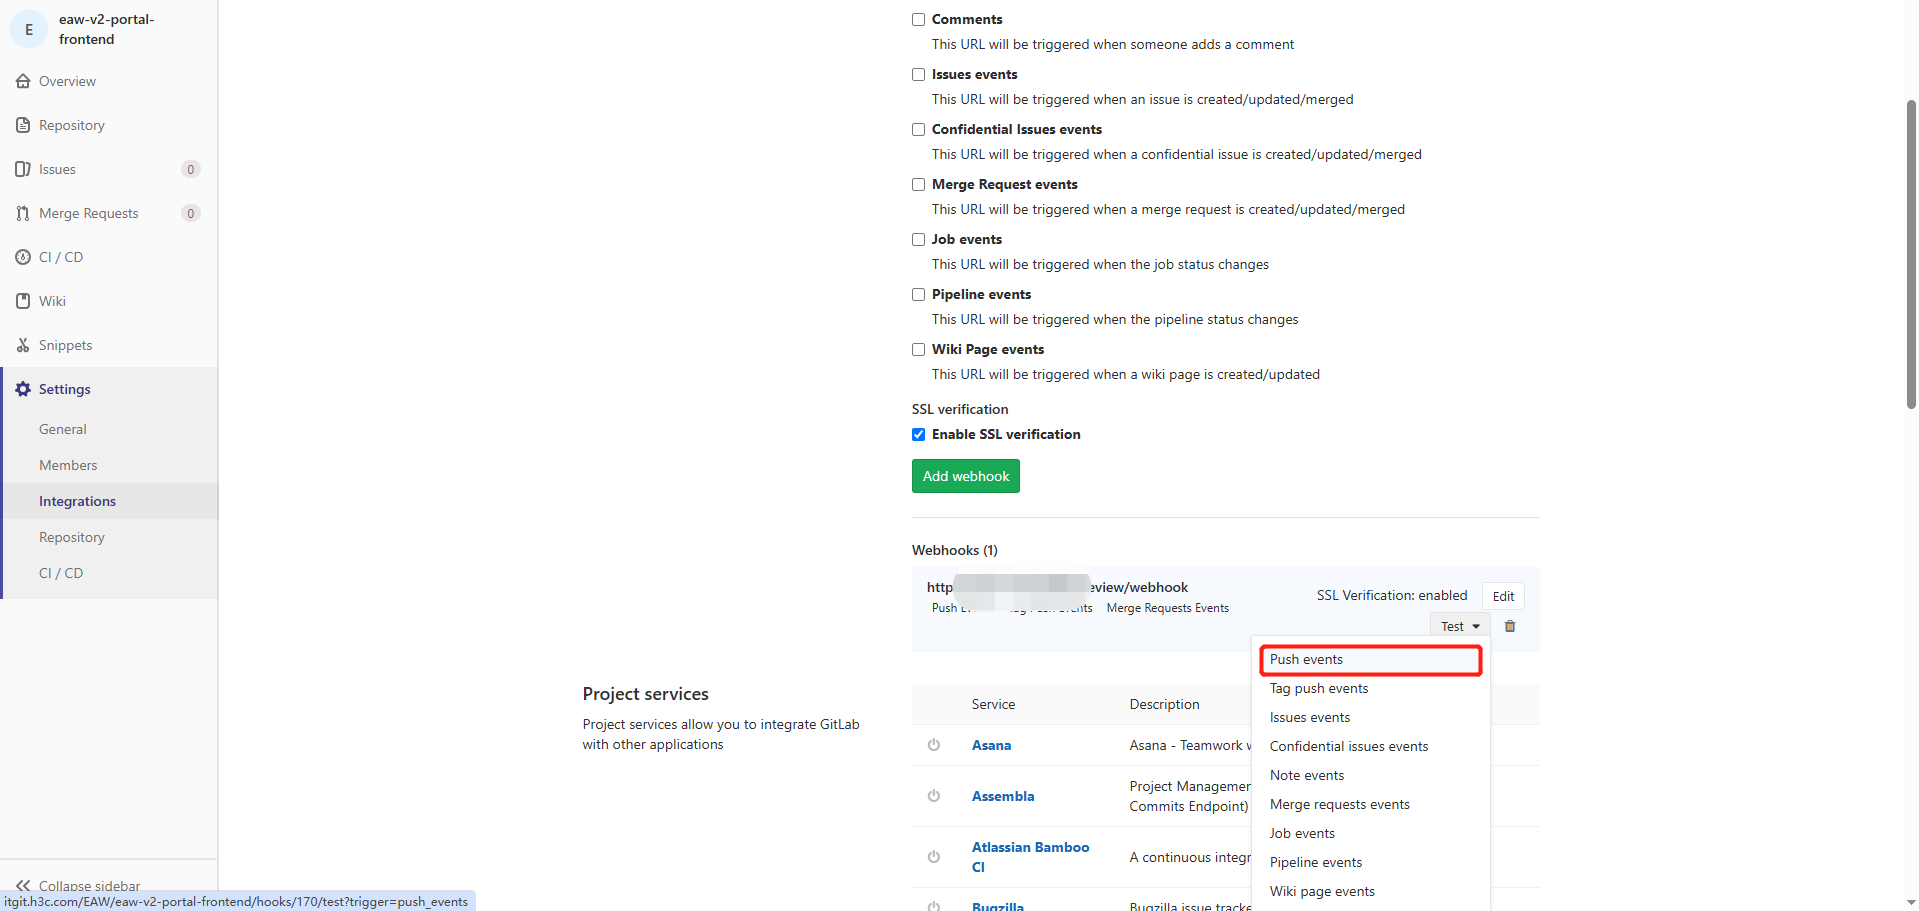 E
eaw-v2-portal-
frontend
Overview
Repository
Issues
0
Merge Requests
0
CI / CD
Wiki
Snippets
Settings
General
Members
Integrations
Repository
CI / CD
Collapse sidebar
itgit.h3c.com/EAW/eaw-v2-portal-frontend/hooks/170/test?trigger=push_events
Comments
This URL will be triggered when someone adds a comment
Issues events
This URL will be triggered when an issue is created/updated/merged
Confidential Issues events
This URL will be triggered when a confidential issue is created/updated/merged
Merge Request events
This URL will be triggered when a merge request is created/updated/merged
Job events
This URL will be triggered when the job status changes
Pipeline events
This URL will be triggered when the pipeline status changes
Wiki Page events
This URL will be triggered when a wiki page is created/updated
SSL verification
Enable SSL verification
Add webhook
Webhooks (1)
http eview/webhook
Push Events Merge Requests Events
SSL Verification: enabled
Edit
Test
Push events
Tag push events
Issues events
Confidential issues events
Note events
Merge requests events
Job events
Pipeline events
Wiki page events
Project services
Project services allow you to integrate GitLab
with other applications
Service Description
Asana Asana - Teamwork
Assembla Project Managemen
Commits Endpoint)
Atlassian Bamboo
CI
A continuous integr
Bugzilla Bugzilla issue tracke